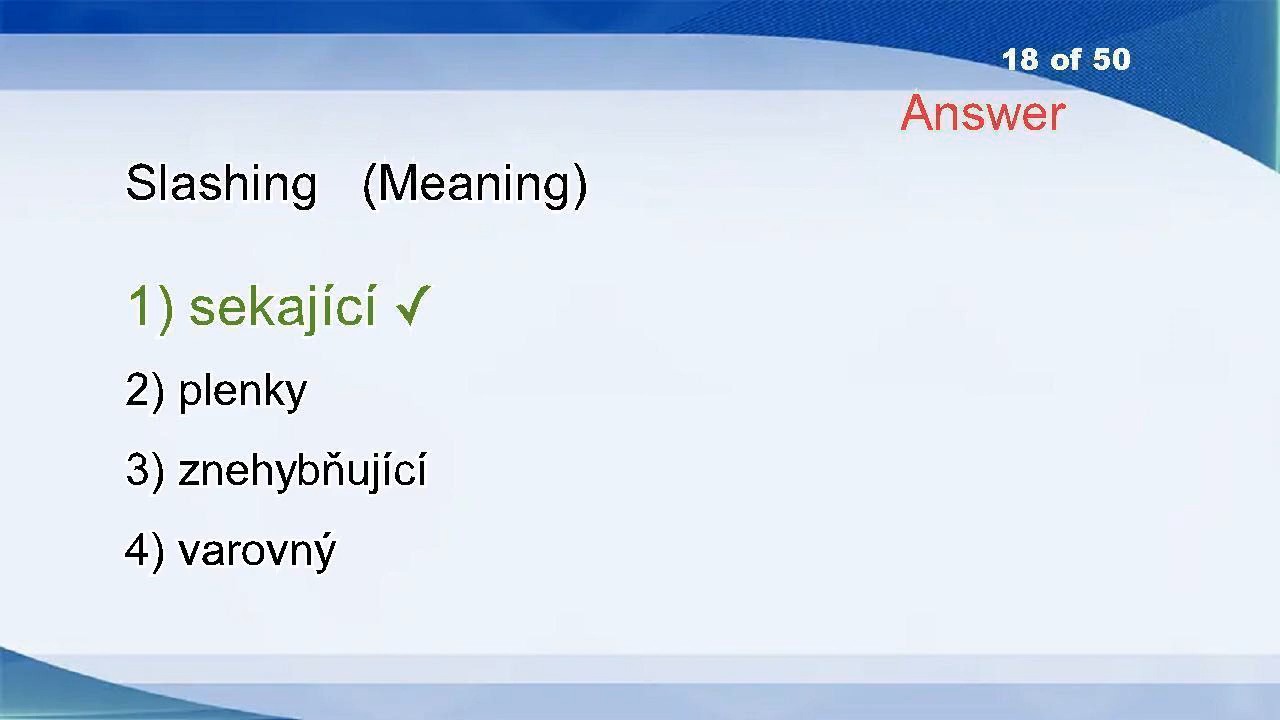 18 of 50
Answer
Slashing (Meaning)
1) sekající ✓
2) plenky
3) znehybňující
4) varovný